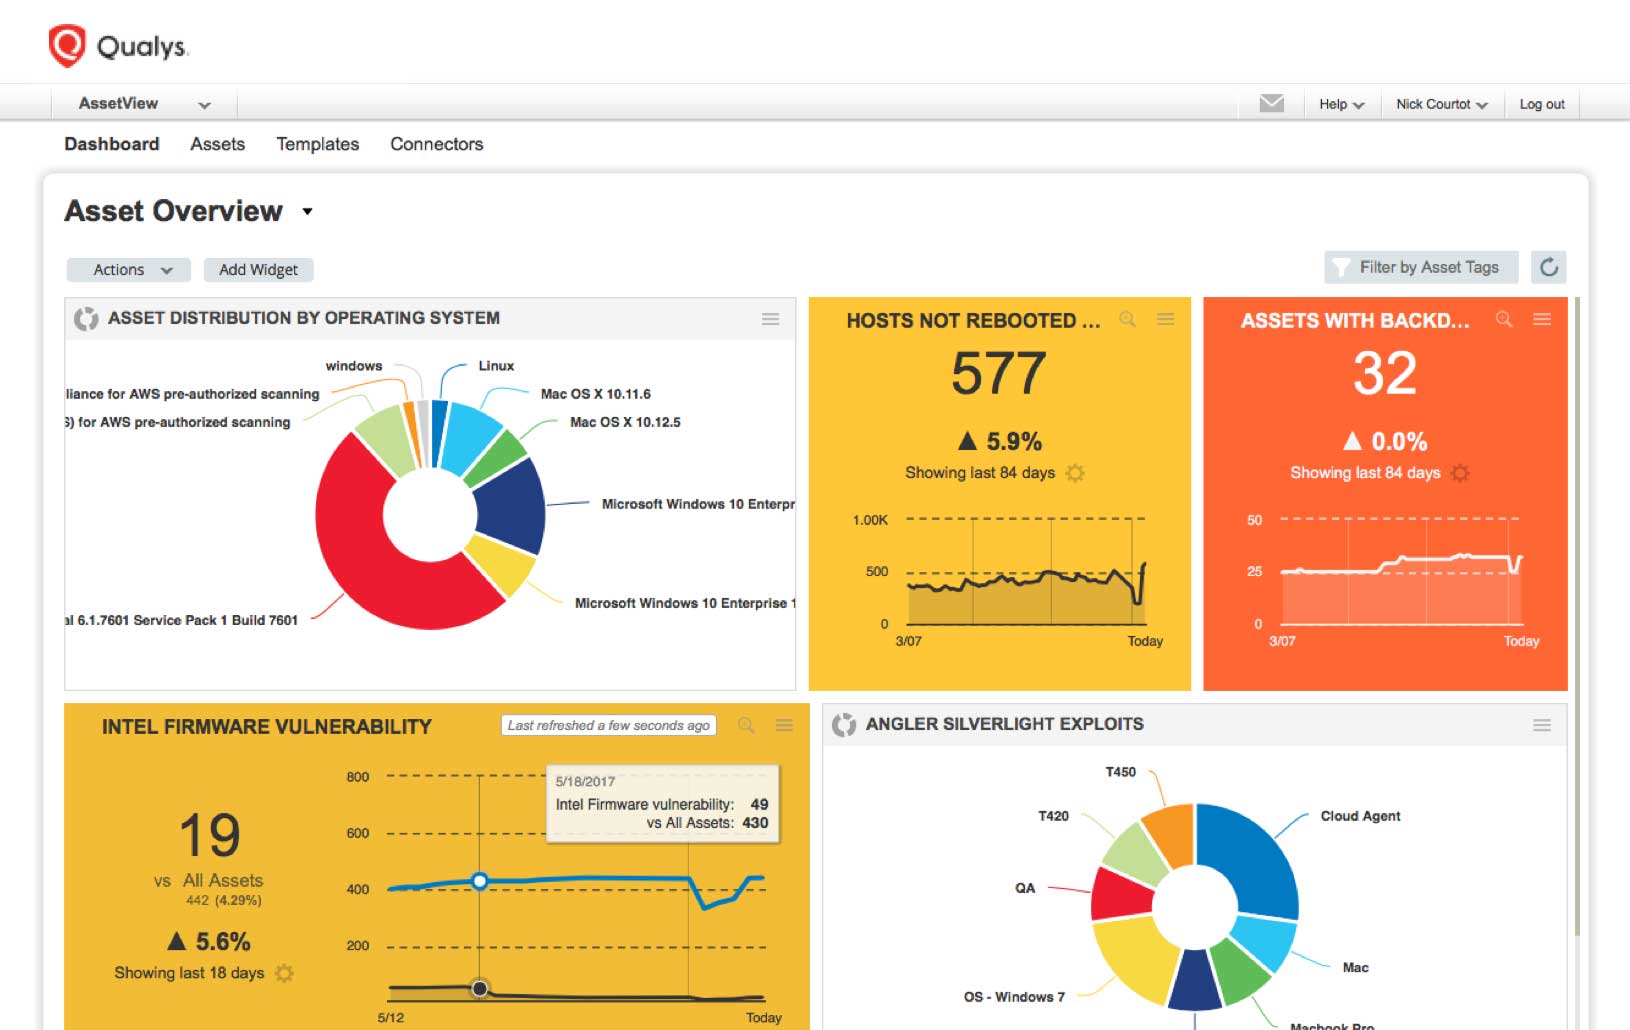 Qualys.
AssetView
Help
Nick Courtot
Log out
Dashboard
Assets
Templates
Connectors
Asset Overview
Actions
Add Widget
Filter by Asset Tags
ASSET DISTRIBUTION BY OPERATING SYSTEM
windows
Linux
liance for AWS pre-authorized scanning
Mac OS X 10.11.6
S) for AWS pre-authorized scanning
Mac OS X 10.12.5
Microsoft Windows 10 Enterpr
Microsoft Windows 10 Enterprise 1
al 6.1.7601 Service Pack 1 Build 7601
HOSTS NOT REBOOTED ...
577
5.9%
Showing last 84 days
1.00K
500
0
3/07
Today
ASSETS WITH BACKD...
32
0.0%
Showing last 84 days
50
25
0
3/07
Today
INTEL FIRMWARE VULNERABILITY
Last refreshed a few seconds ago
19
vs All Assets
442 (4.29%)
5.6%
Showing last 18 days
800
600
400
200
5/12
Today
5/18/2017
Intel Firmware vulnerability: 49
vs All Assets: 430
ANGLER SILVERLIGHT EXPLOITS
T450
T420
Cloud Agent
QA
Mac
OS - Windows 7
Macbook Pro